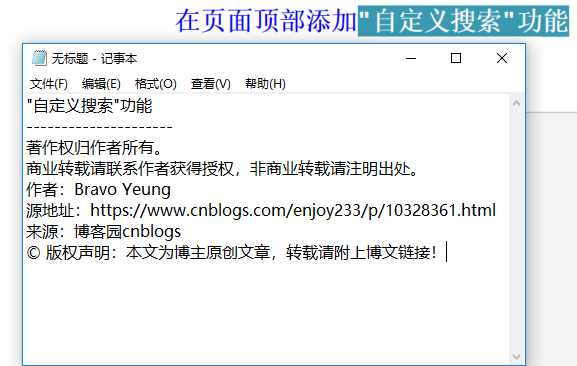 在页面顶部添加"自定义搜索"功能
无标题 - 记事本
文件(F) 编辑(E) 格式(O) 查看(V) 帮助(H)
"自定义搜索"功能
---------------------
著作权归作者所有。
商业转载请联系作者获得授权，非商业转载请注明出处。
作者：Bravo Yeung
源地址：https://www.cnblogs.com/enjoy233/p/10328361.html
来源：博客园cnblogs
© 版权声明：本文为博主原创文章，转载请附上博文链接！